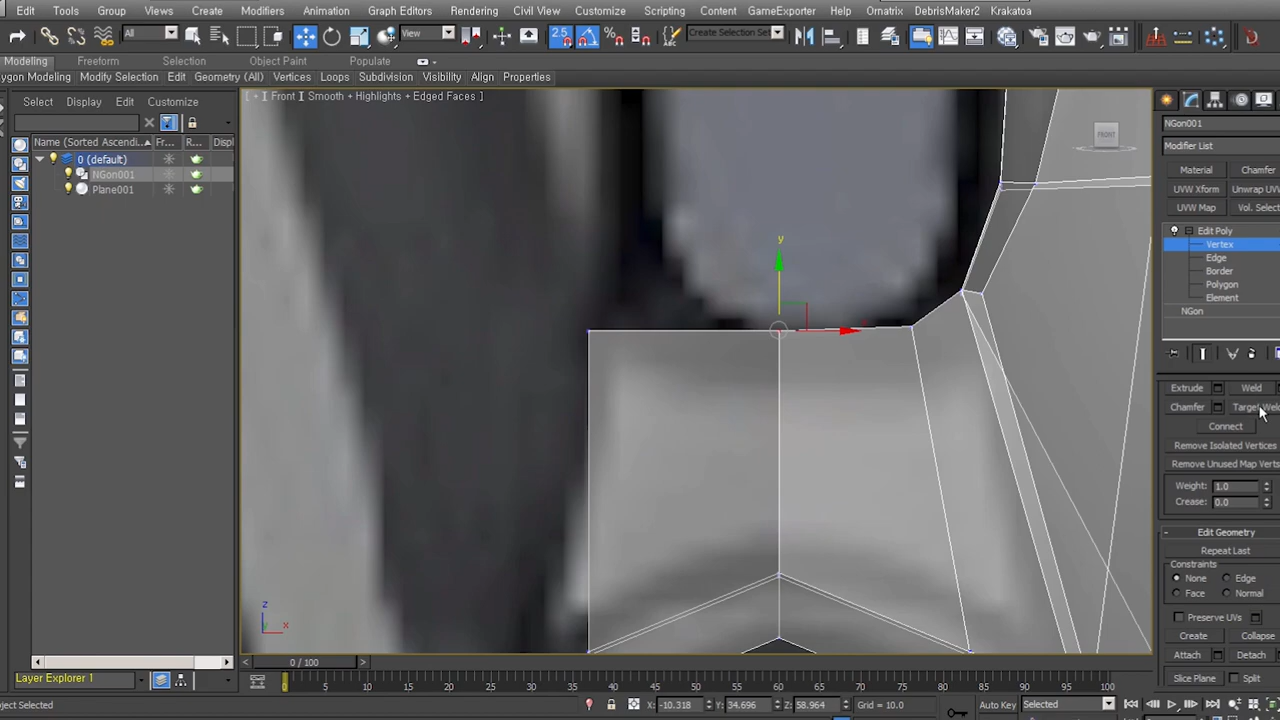 Edit Tools Group Views Create Modifiers Animation Graph Editors Rendering Civil View Customize Scripting Content GameExporter Help Ornatrix DebrisMaker2 Krakatoa
All View 2.5 Create Selection Set
Modeling Freeform Selection Object Paint Populate
lygon Modeling Modify Selection Edit Geometry (All) Vertices Loops Subdivision Visibility Align Properties
Select Display Edit Customize
[ + ] Front ] Smooth + Highlights + Edged Faces ]
FRONT
NGon001
Name (Sorted Ascending) Fr... R... Displ
Modifier List
0 (default)
NGon001
Plane001
Material Chamfer
UVW Xform Unwrap UV
UVW Map Vol. Select
Edit Poly
Vertex
Edge
Border
Polygon
Element
NGon
y
Extrude Weld
Chamfer Target Weld
Connect
Remove Isolated Vertices
Remove Unused Map Verts
Weight: 1.0
Crease: 0.0
Edit Geometry
Repeat Last
Constraints
None Edge
Face Normal
Preserve UVs
Create Collapse
Attach Detach
Slice Plane Split
z
x
0 / 100
Layer Explorer 1
0 5 10 15 20 25 30 35 40 45 50 55 60 65 70 75 80 85 90 95 100
Selected X: -10.318 Y: 34.696 Z: 58.964 Grid = 10.0 Auto Key Selected